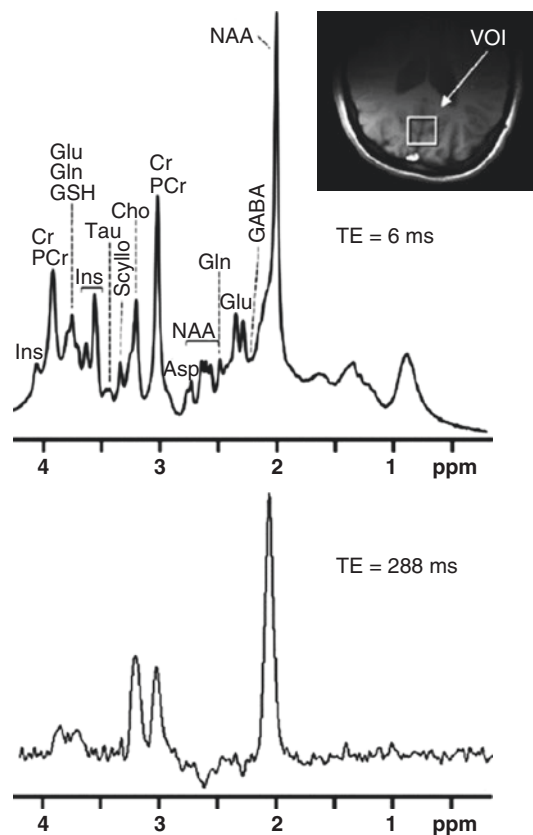 NAA
VOI
Glu
Gln
GSH
Cr
PCr
Cr
PCr
Ins
Tau
Scyllo
Cho
GABA
TE = 6 ms
Gln
Glu
NAA
Ins
Asp
4 3 2 1 ppm
TE = 288 ms
4 3 2 1 ppm